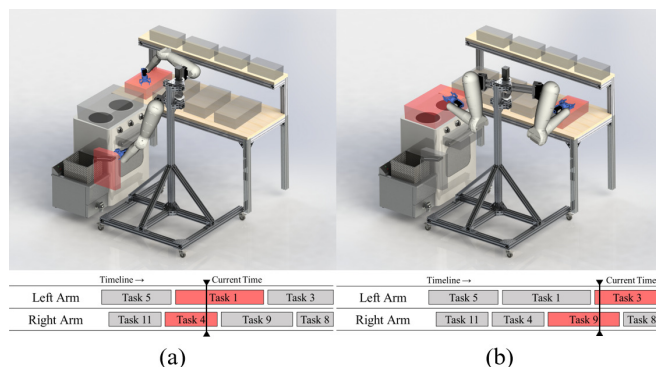 Timeline → Current Time
Left Arm Task 5 Task 1 Task 3
Right Arm Task 11 Task 4 Task 9 Task 8
(a)
Timeline → Current Time
Left Arm Task 5 Task 1 Task 3
Right Arm Task 11 Task 4 Task 9 Task 8
(b)